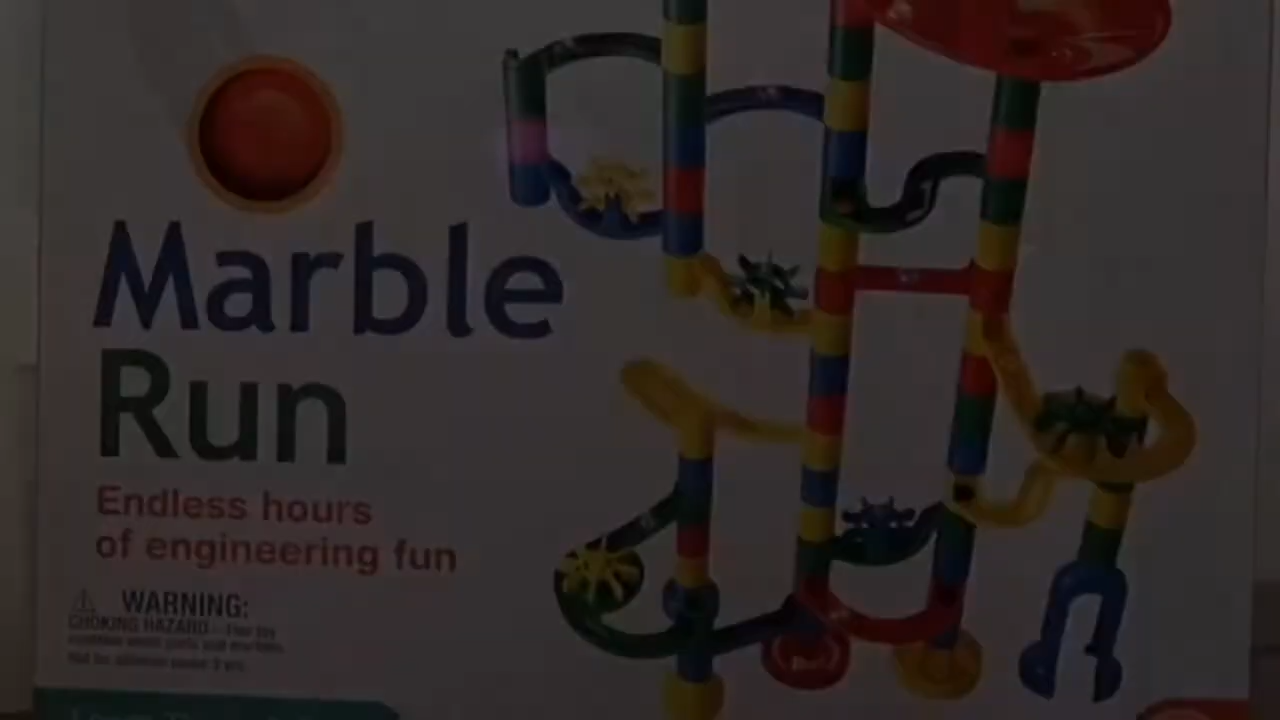 Marble
Run
Endless hours
of engineering fun
WARNING:
CHOKING HAZARD -